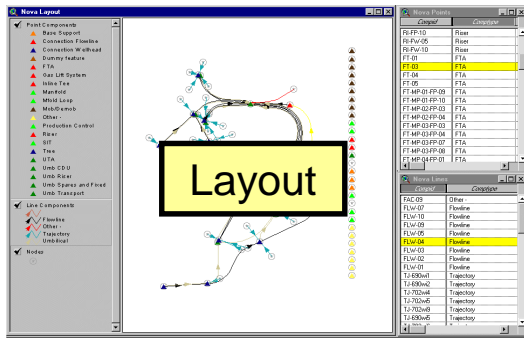 Nova Layout
Point Components
Base Support
Connection Flowline
Connection Wellhead
Dummy feature
FTA
Gas Lift System
Inline Tee
Manifold
Mfold Loop
Mob/Demob
Other -
Production Control
Riser
SIT
Tree
UTA
Umb CDU
Umb Riser
Umb Spares and Fixed
Umb Transport
Line Components
Flowline
Other -
Trajectory
Umbilical
Nodes
Layout
Nova Points
Compid Comptype
RI-FP-10 Riser
RI-FW-05 Riser
RI-FW-10 Riser
FT-01 FTA
FT-03 FTA
FT-04 FTA
FT-05 FTA
FT-MP-01-FP-09 FTA
FT-MP-01-FP-10 FTA
FT-MP-02-FP-03 FTA
FT-MP-02-FP-04 FTA
FT-MP-03-FP-04 FTA
FT-MP-03-FP-07 FTA
FT-MP-03-FP-08 FTA
FT-MP-04-FP-01 FTA
Nova Lines
Compid Comptype
FAC-09 Other -
FLW-07 Flowline
FLW-10 Flowline
FLW-09 Flowline
FLW-05 Flowline
FLW-04 Flowline
FLW-03 Flowline
FLW-02 Flowline
FLW-01 Flowline
TJ-690wi1 Trajectory
TJ-690wi2 Trajectory
TJ-702wi4 Trajectory
TJ-702wi5 Trajectory
TJ-702wi3 Trajectory
TJ-690wi5 Trajectory